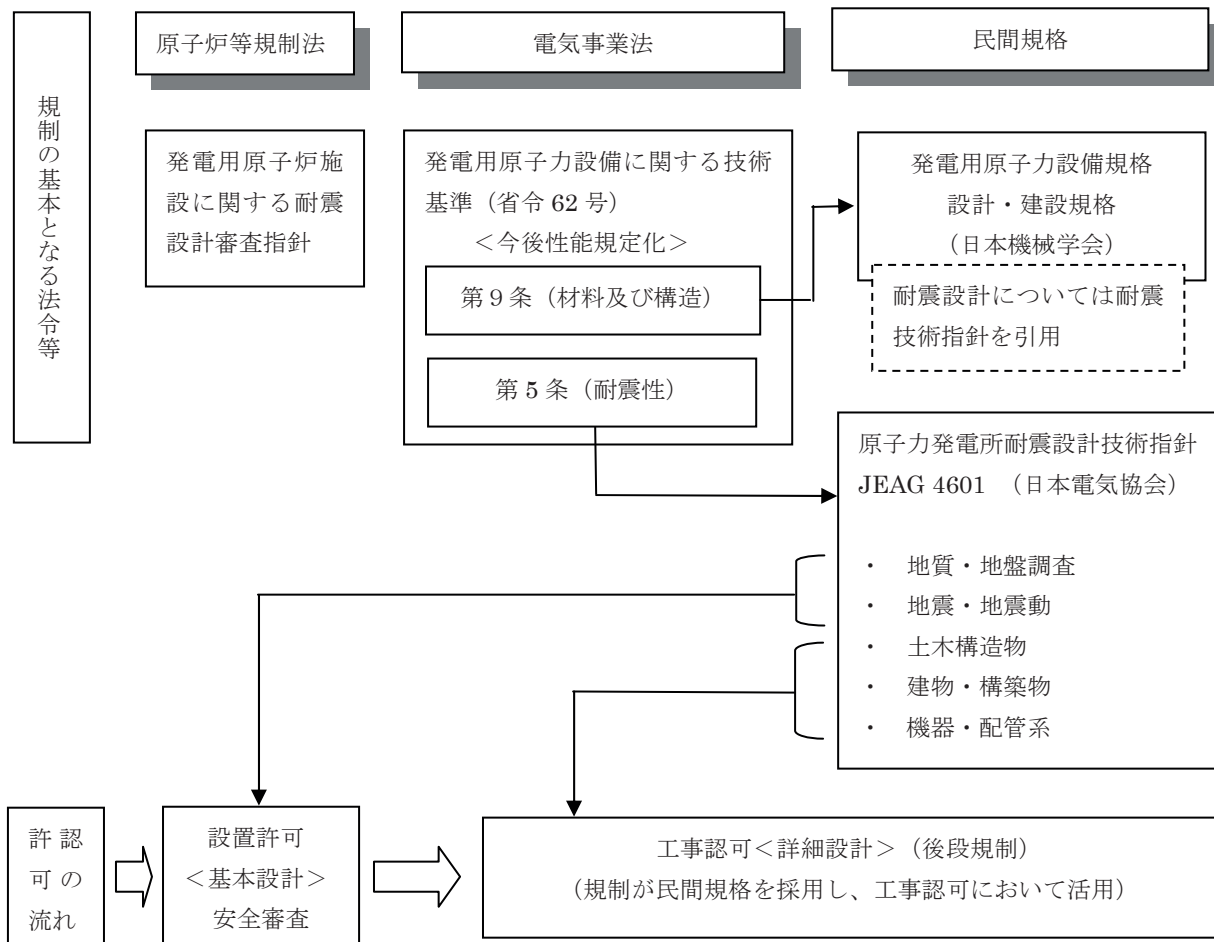 原子炉等規制法
電気事業法
民間規格
規制の基本となる法令等
発電用原子炉施
設に関する耐震
設計審査指針
発電用原子力設備に関する技術
基準（省令 62 号）
＜今後性能規定化＞
第９条（材料及び構造）
第 5 条（耐震性）
発電用原子力設備規格
設計・建設規格
（日本機械学会）
耐震設計については耐震
技術指針を引用
原子力発電所耐震設計技術指針
JEAG 4601 （日本電気協会）
・ 地質・地盤調査
・ 地震・地震動
・ 土木構造物
・ 建物・構築物
・ 機器・配管系
許 認
可 の
流れ
設置許可
＜基本設計＞
安全審査
工事認可＜詳細設計＞（後段規制）
（規制が民間規格を採用し、工事認可において活用）